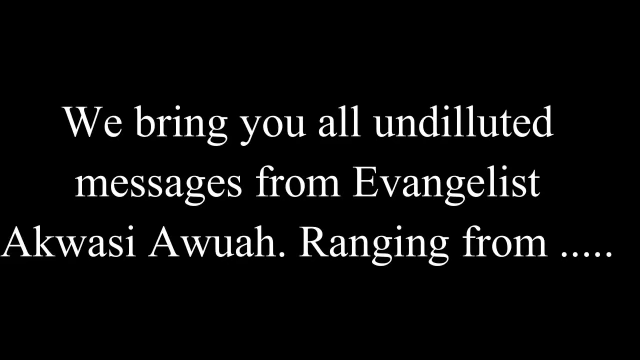 We bring you all undilluted
messages from Evangelist
Akwasi Awuah. Ranging from .....